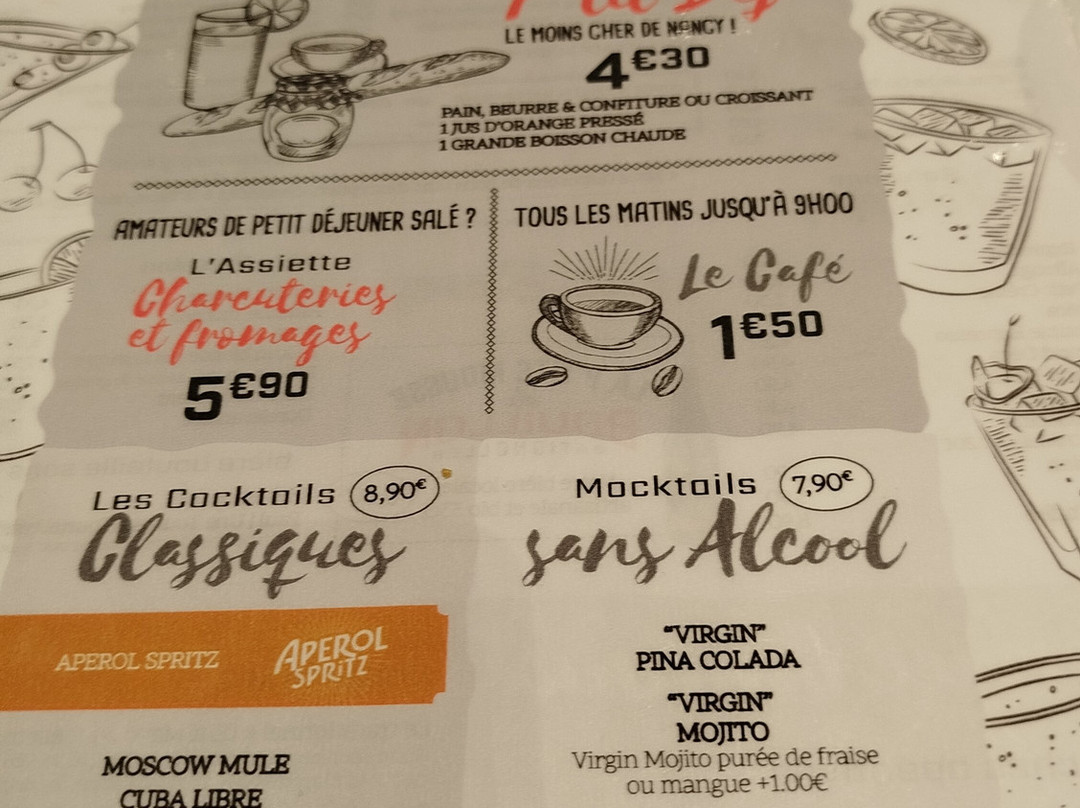 LE MOINS CHER DE NANCY !
4€30
PAIN, BEURRE & CONFITURE OU CROISSANT
1 JUS D'ORANGE PRESSÉ
1 GRANDE BOISSON CHAUDE
AMATEURS DE PETIT DÉJEUNER SALÉ ?
L'Assiette
Charcuteries
et fromages
5€90
TOUS LES MATINS JUSQU'À 9H00
Le Café
1€50
Les Cocktails 8,90€
Classiques
APEROL SPRITZ
APEROL
SPRITZ
MOSCOW MULE
CUBA LIBRE
Mocktails 7,90€
sans Alcool
"VIRGIN"
PINA COLADA
"VIRGIN"
MOJITO
Virgin Mojito purée de fraise
ou mangue +1.00€